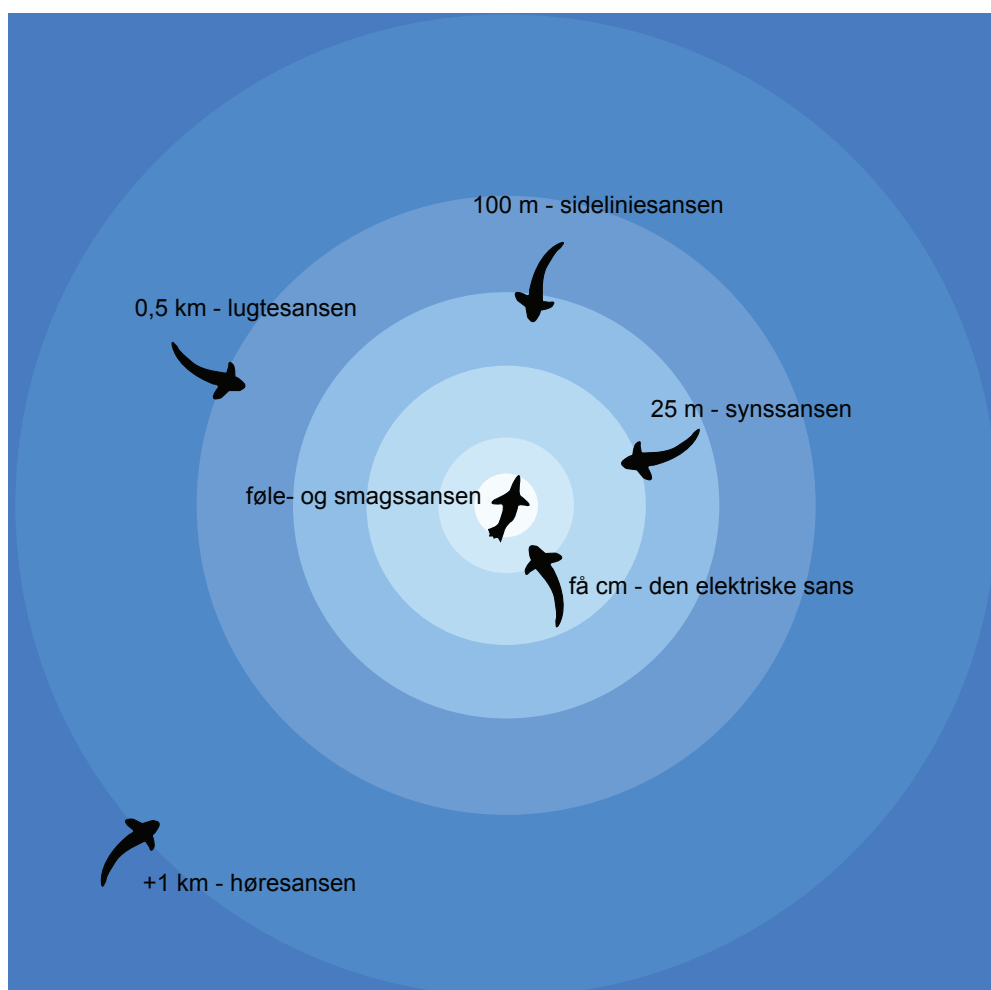 100 m - sideliniesansen
0,5 km - lugtesansen
25 m - synssansen
føle- og smagssansen
få cm - den elektriske sans
+1 km - høresansen